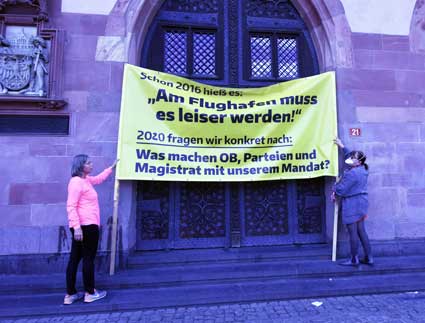 Schon 2016 hieß es:
„Am Flughafen muss
es leiser werden!“
2020 fragen wir konkret nach:
Was machen OB, Parteien und
Magistrat mit unserem Mandat?
21